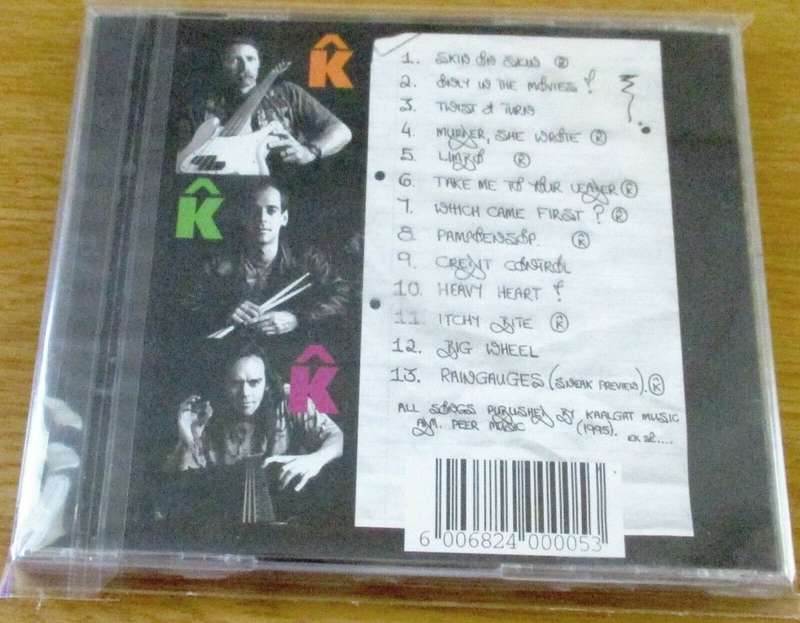 K̂
K̂
K̂
1. SKIN ON SKIN Ⓡ
2. ONLY IN THE MOVIES!
3. TWIST & TURN
4. MURDER, SHE WROTE Ⓡ
5. LIMBO Ⓡ
6. TAKE ME TO YOUR LEADER Ⓡ
7. WHICH CAME FIRST? Ⓡ
8. PAMPOENSOP. Ⓡ
9. CREDIT CONTROL
10. HEAVY HEART!
11. ITCHY BITE Ⓡ
12. BIG WHEEL
13. RAINGAUGES (SNEAK PREVIEW). Ⓡ
ALL SONGS PUBLISHED BY KAALGAT MUSIC
ADM. PEER MUSIC (1995).
6 006824 000053